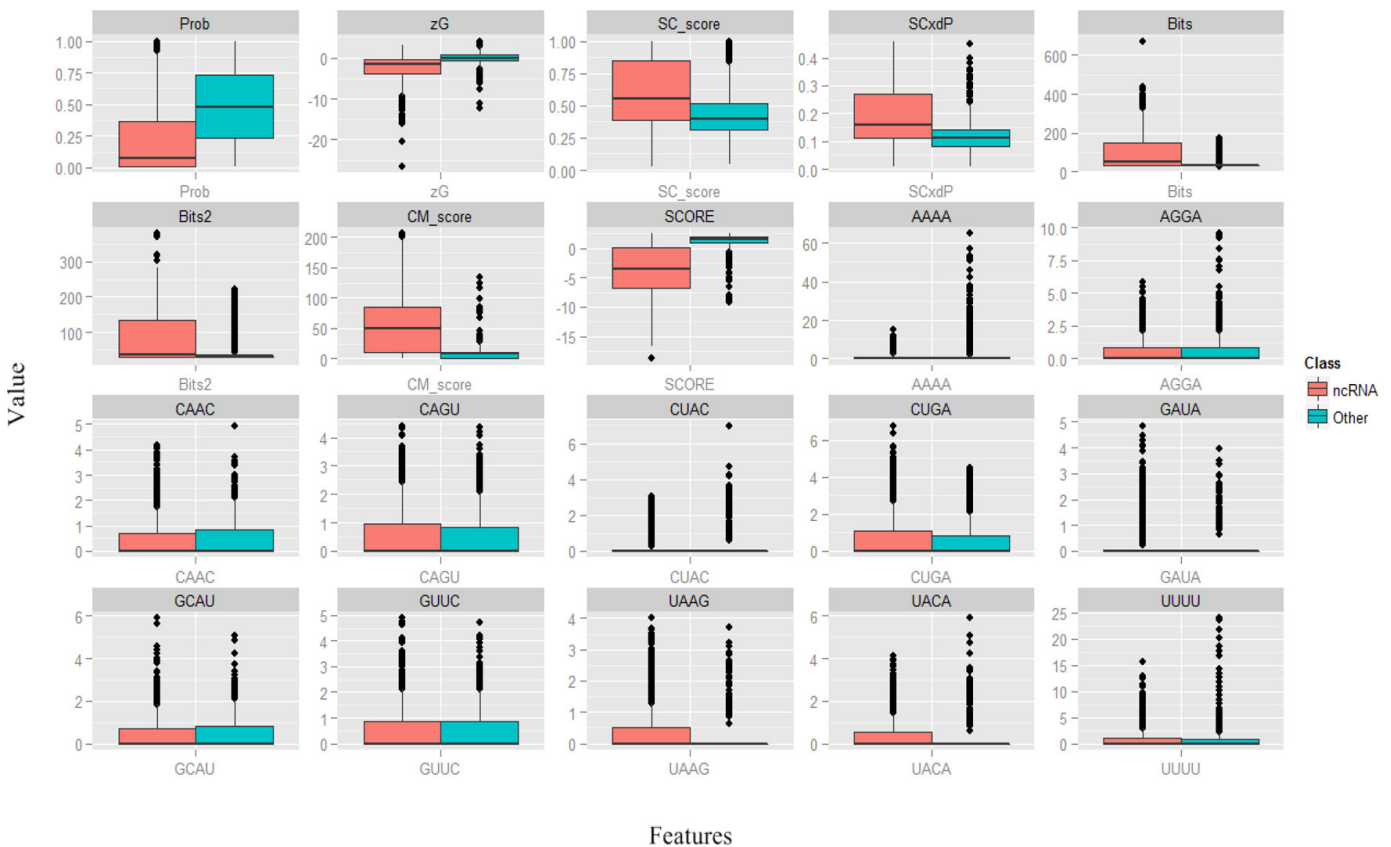 Prob zG SC_score SCxdP Bits
1.00 0.75 0.50 0.25 0.00
0 -10 -20
1.00 0.75 0.50 0.25 0.00
0.4 0.3 0.2 0.1 0.0
600 400 200 0
Prob zG SC_score SCxdP Bits
Bits2 CM_score SCORE AAAA AGGA
300 200 100
200 150 100 50 0
0 -5 -10 -15
60 40 20 0
10.0 7.5 5.0 2.5 0.0
Bits2 CM_score SCORE AAAA AGGA
CAAC CAGU CUAC CUGA GAUA
5 4 3 2 1 0
4 3 2 1 0
6 4 2 0
6 4 2 0
5 4 3 2 1 0
CAAC CAGU CUAC CUGA GAUA
GCAU GUUC UAAG UACA UUUU
6 4 2 0
5 4 3 2 1 0
4 3 2 1 0
6 4 2 0
25 20 15 10 5 0
GCAU GUUC UAAG UACA UUUU
Value
Features
Class
ncRNA
Other